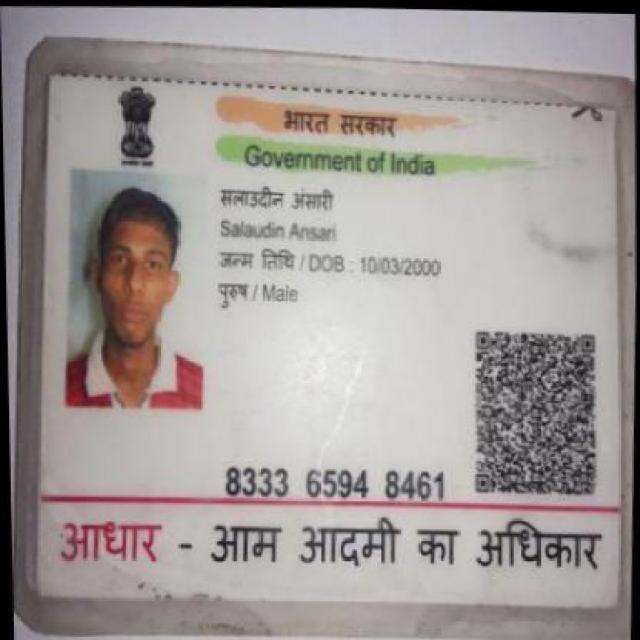 भारत सरकार
Government of India
सलाउदीन अंसारी
Salaudin Ansari
जन्म तिथि / DOB : 10/03/2000
पुरुष / Male
8333 6594 8461
आधार - आम आदमी का अधिकार